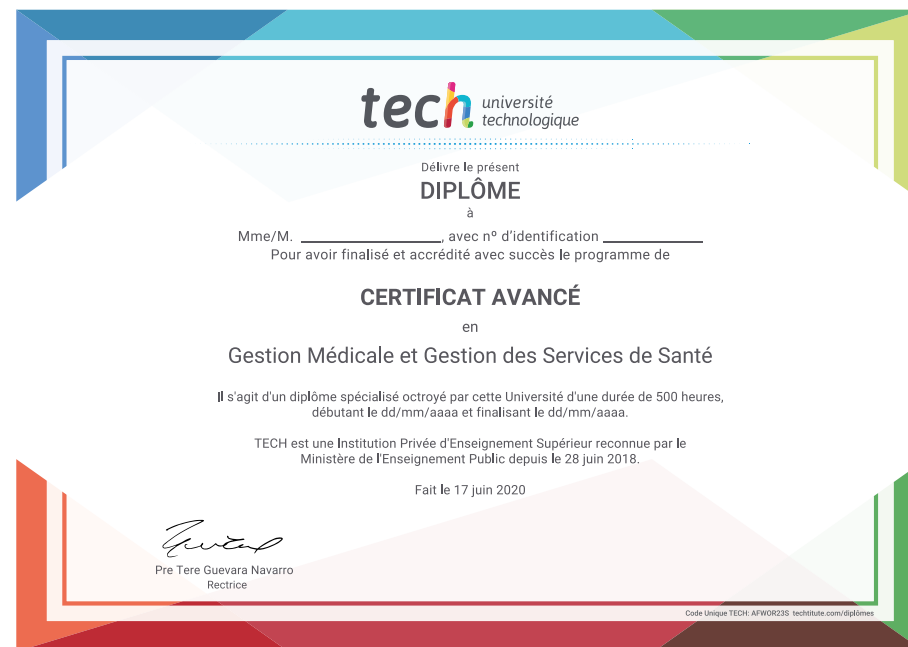 tech université
technologique
Délivre le présent
DIPLÔME
à
Mme/M. ____________________, avec nº d'identification ______________
Pour avoir finalisé et accrédité avec succès le programme de
CERTIFICAT AVANCÉ
en
Gestion Médicale et Gestion des Services de Santé
Il s'agit d'un diplôme spécialisé octroyé par cette Université d'une durée de 500 heures,
débutant le dd/mm/aaaa et finalisant le dd/mm/aaaa.
TECH est une Institution Privée d'Enseignement Supérieur reconnue par le
Ministère de l'Enseignement Public depuis le 28 juin 2018.
Fait le 17 juin 2020
Pre Tere Guevara Navarro
Rectrice
Code Unique TECH: AFWOR23S techtitute.com/diplômes